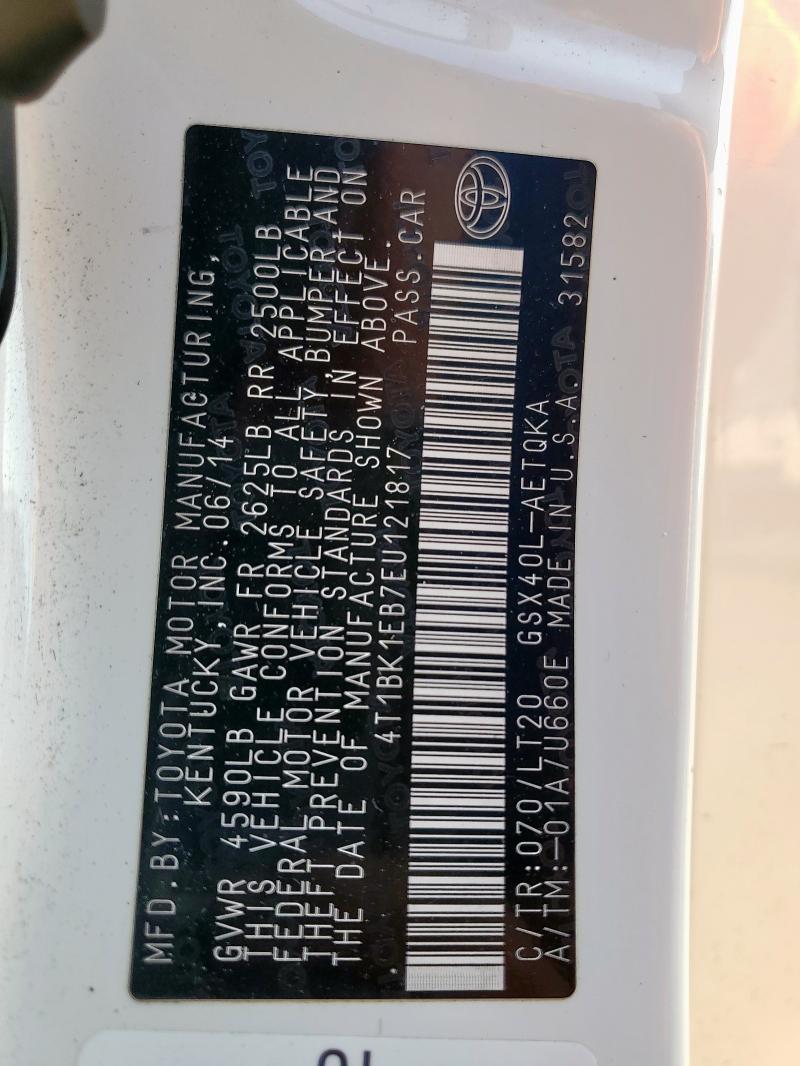 MFD.BY:TOYOTA MOTOR MANUFACTURING,
KENTUCKY,INC.06/14
GVWR 4590LB GAWR FR 2625LB RR 2500LB
THIS VEHICLE CONFORMS TO ALL APPLICABLE
FEDERAL MOTOR VEHICLE SAFETY,BUMPER,AND
THEFT PREVENTION STANDARDS IN EFFECT ON
THE DATE OF MANUFACTURE SHOWN ABOVE.
4T1BK1EB7EU121817 PASS.CAR
C/TR:070/LT20 GSX40L-AETQKA
A/TM:-01A/U660E MADE IN U.S.A. 31582